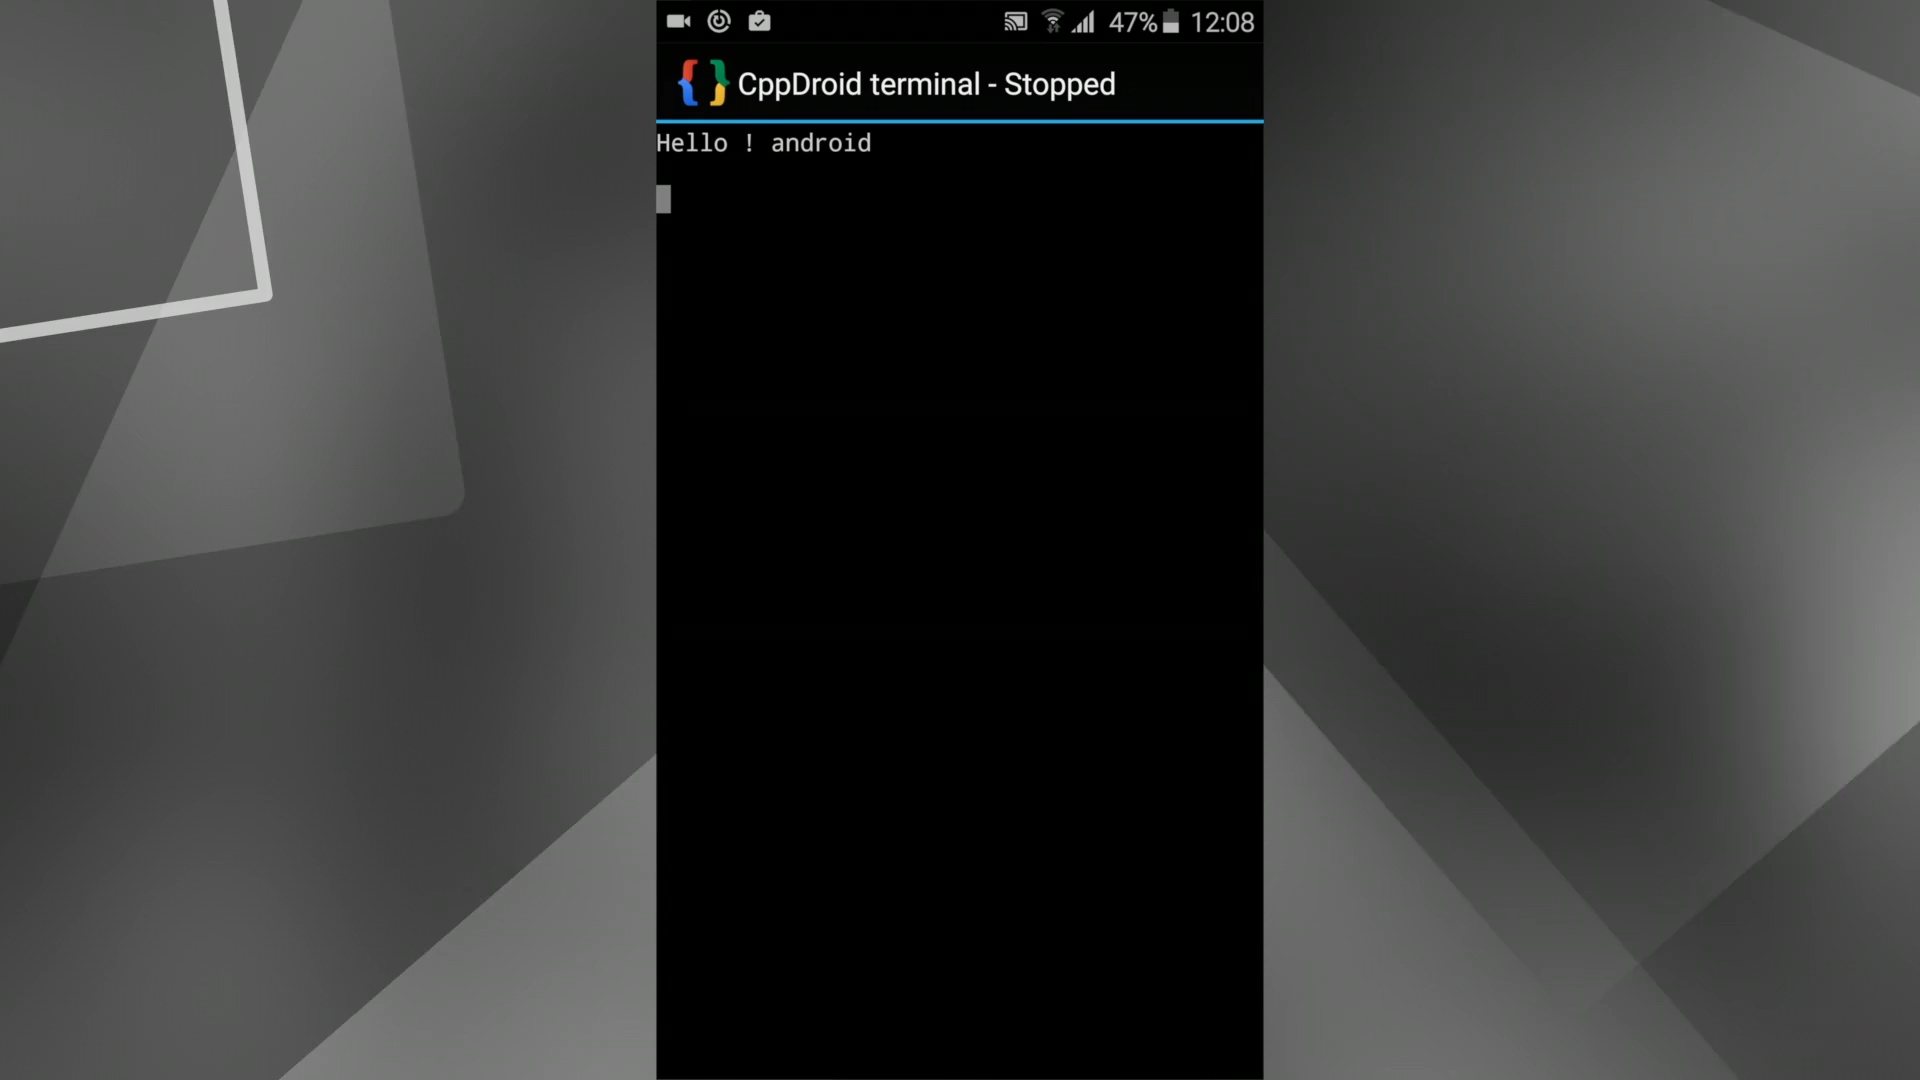 47% 12:08
CppDroid terminal - Stopped
Hello ! android